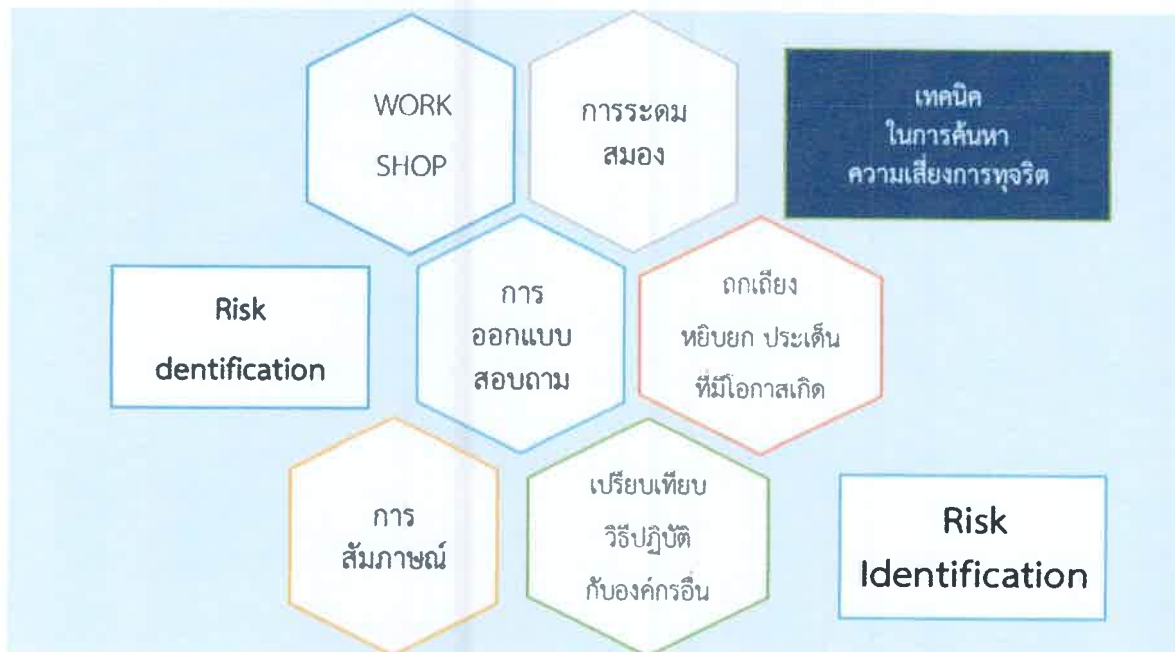 WORK
SHOP
การระดม
สมอง
เทคนิค
ในการค้นหา
ความเสี่ยงการทุจริต
Risk
dentification
การ
ออกแบบ
สอบถาม
ถกเถียง
หยิบยก ประเด็น
ที่มีโอกาสเกิด
การ
สัมภาษณ์
เปรียบเทียบ
วิธีปฏิบัติ
กับองค์กรอื่น
Risk
Identification